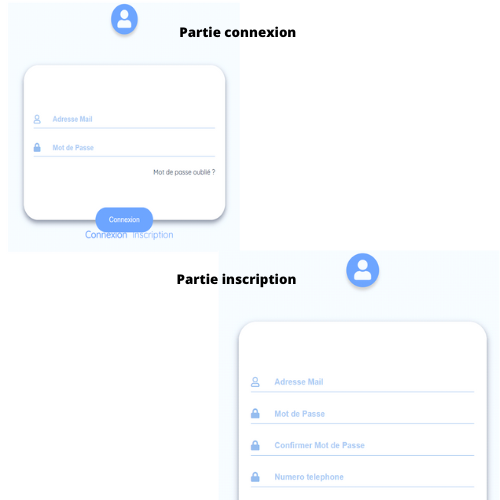 Partie connexion
Adresse Mail
Mot de Passe
Mot de passe oublié ?
Connexion
Connexion Inscription
Partie inscription
Adresse Mail
Mot de Passe
Confirmer Mot de Passe
Numero telephone